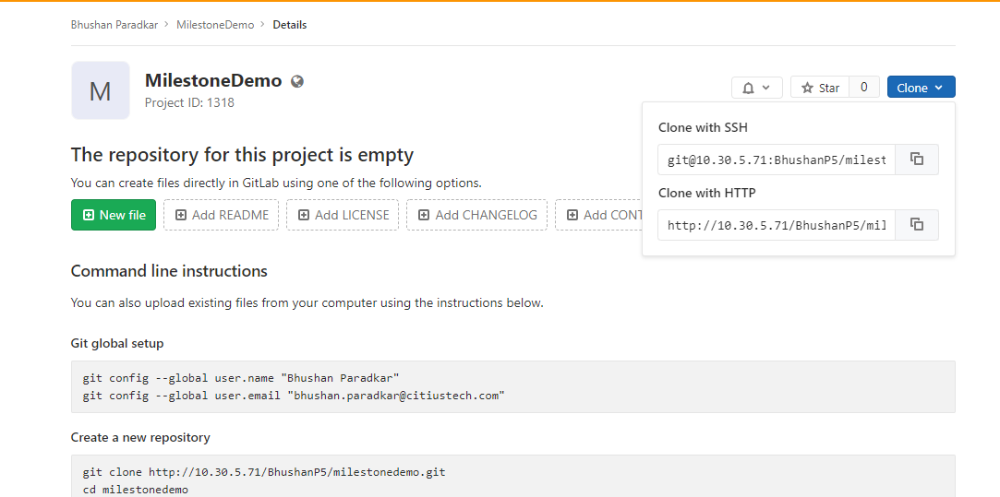 Bhushan Paradkar > MilestoneDemo > Details
M
MilestoneDemo
Project ID: 1318
Star 0
Clone
Clone with SSH
git@10.30.5.71:BhushanP5/milest
Clone with HTTP
http://10.30.5.71/BhushanP5/mil
The repository for this project is empty
You can create files directly in GitLab using one of the following options.
New file Add README Add LICENSE Add CHANGELOG Add CONT
Command line instructions
You can also upload existing files from your computer using the instructions below.
Git global setup
git config --global user.name "Bhushan Paradkar"
git config --global user.email "bhushan.paradkar@citiustech.com"
Create a new repository
git clone http://10.30.5.71/BhushanP5/milestonedemo.git
cd milestonedemo